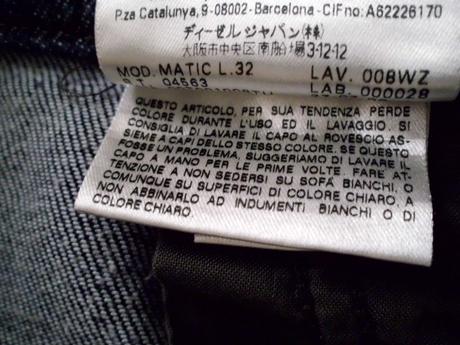 P.za Catalunya, 9-08002 - Barcelona - CIF no: A62226170
ディーゼルジャパン(株)
大阪市中央区南船場3-12-12
MOD. MATIC L.32 LAV. 008WZ
04563 LAB. 000028
QUESTO ARTICOLO, PER SUA TENDENZA PERDE
COLORE DURANTE L'USO ED IL LAVAGGIO. SI
CONSIGLIA DI LAVARE IL CAPO AL ROVESCIO AS-
SIEME A CAPI DELLO STESSO COLORE. SE QUESTO
FOSSE UN PROBLEMA, SUGGERIAMO DI LAVARE IL
CAPO A MANO PER LE PRIME VOLTE. FARE AT-
TENZIONE A NON SEDERSI SU SOFÀ BIANCHI, O
COMUNQUE SU SUPERFICI DI COLORE CHIARO, A
NON ABBINARLO AD INDUMENTI BIANCHI O DI
COLORE CHIARO.